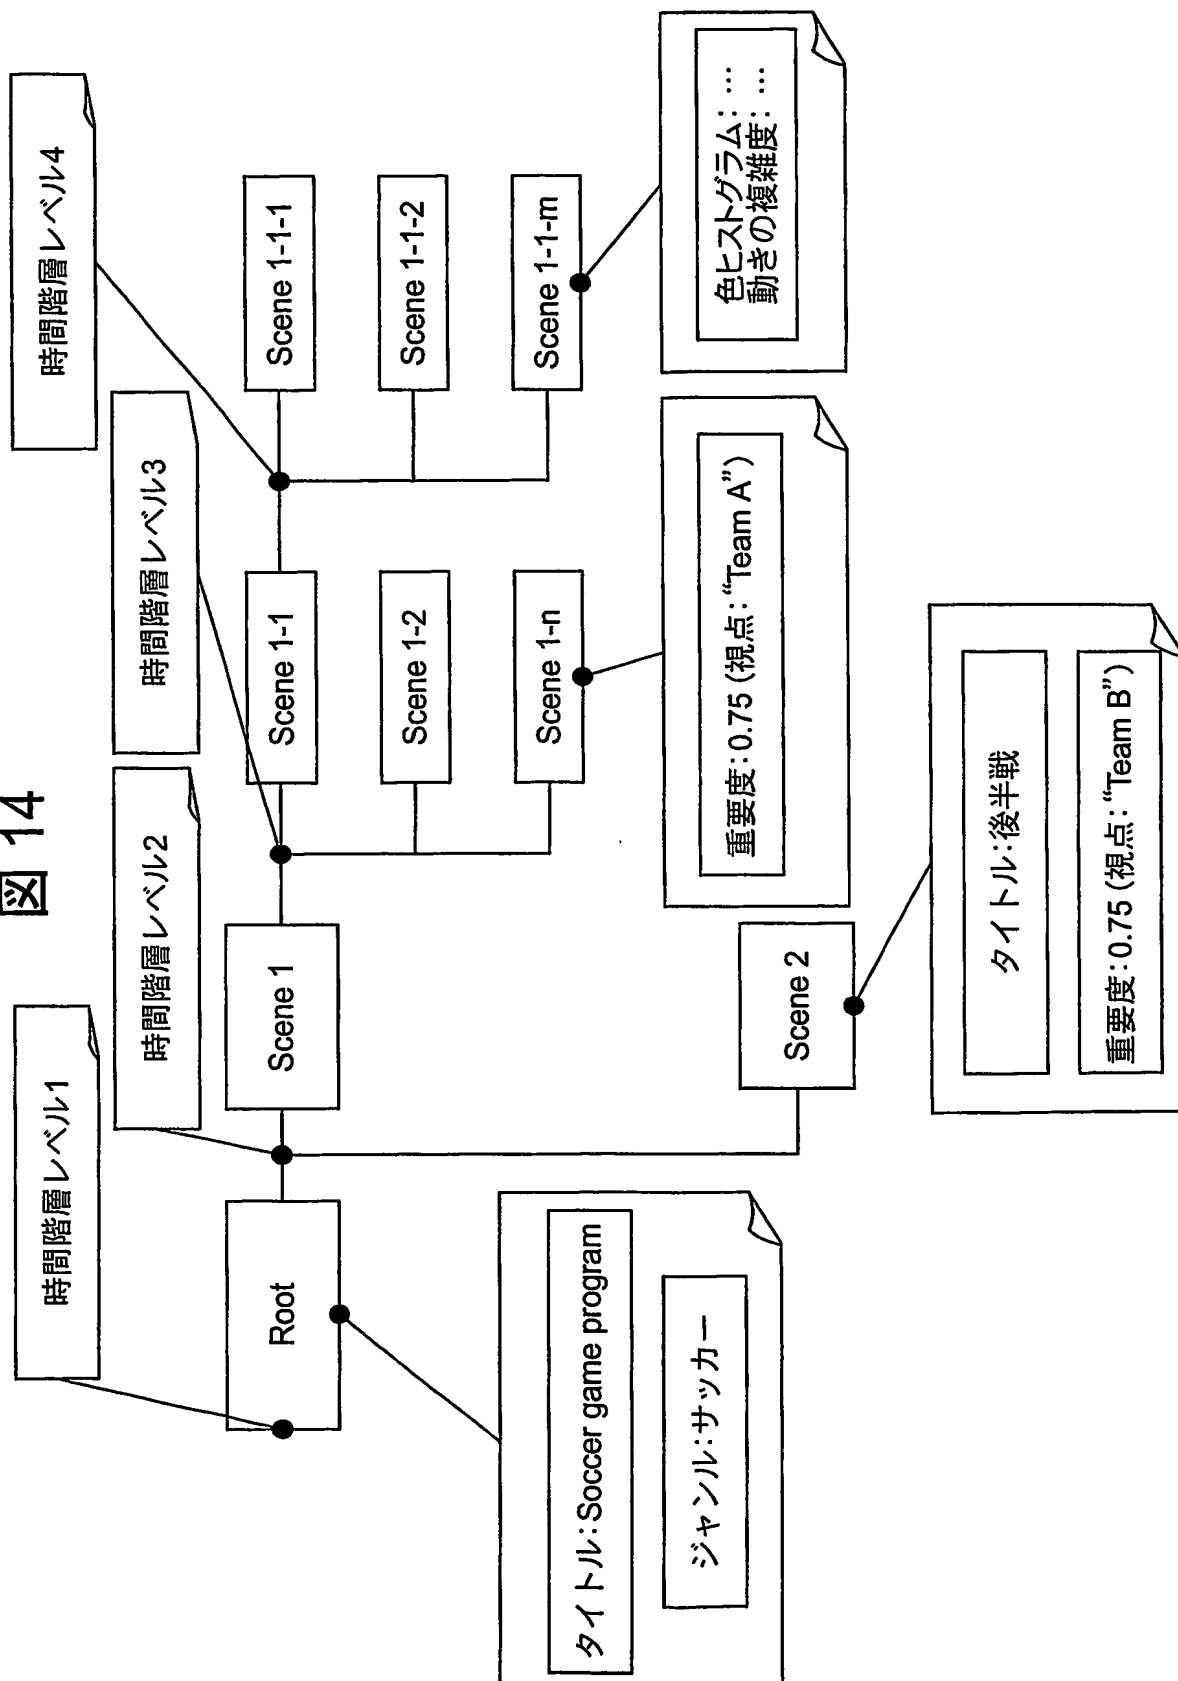 図 14
時間階層レベル1
時間階層レベル2
時間階層レベル3
時間階層レベル4
Root
Scene 1
Scene 1-1
Scene 1-1-1
Scene 1-2
Scene 1-1-2
Scene 1-n
Scene 1-1-m
Scene 2
タイトル:Soccer game program
ジャンル:サッカー
重要度:0.75 (視点:“Team A”)
色ヒストグラム: …
動きの複雑度: …
タイトル:後半戦
重要度:0.75 (視点:“Team B”)